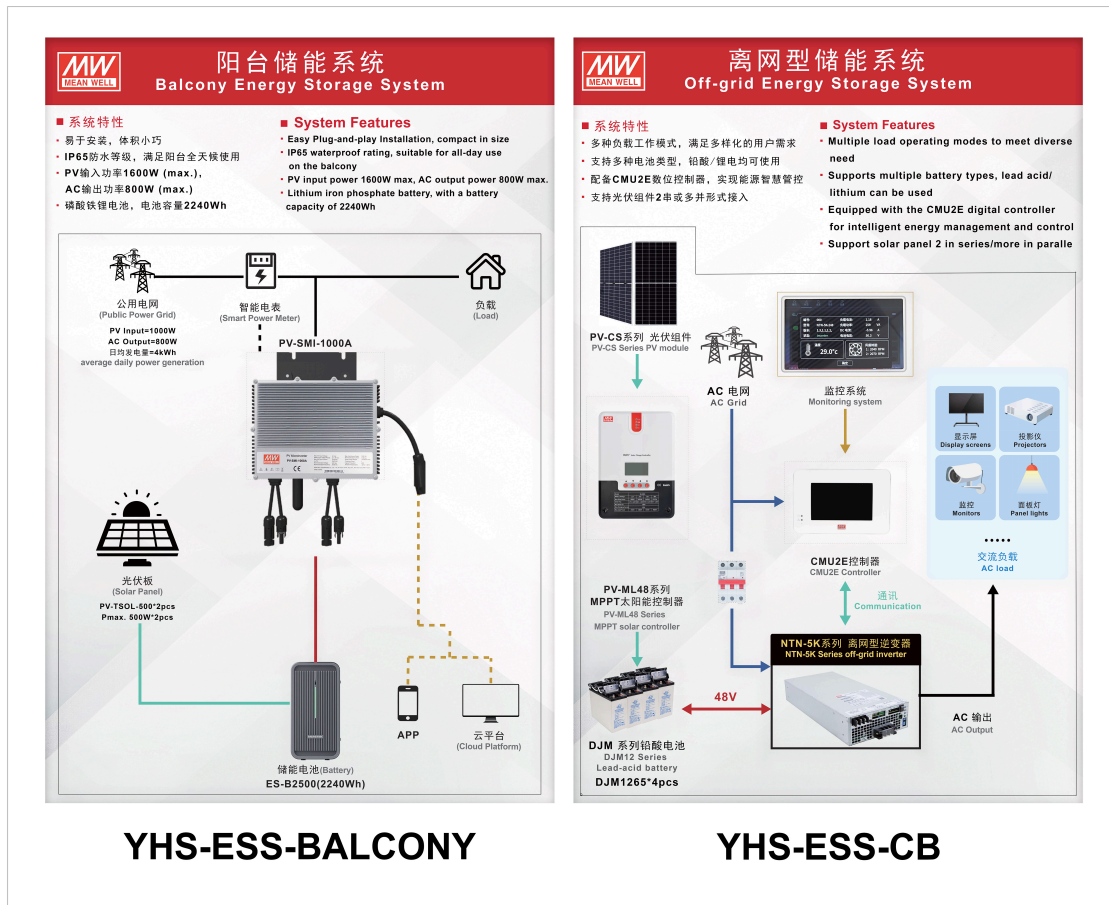 MW
MEAN WELL
阳台储能系统
Balcony Energy Storage System
■ 系统特性
• 易于安装，体积小巧
• IP65防水等级，满足阳台全天候使用
• PV输入功率1600W (max.)，
AC输出功率800W (max.)
• 磷酸铁锂电池，电池容量2240Wh
■ System Features
• Easy Plug-and-play Installation, compact in size
• IP65 waterproof rating, suitable for all-day use
on the balcony
• PV input power 1600W max, AC output power 800W max.
• Lithium iron phosphate battery, with a battery
capacity of 2240Wh
公用电网
(Public Power Grid)
PV Input=1000W
AC Output=800W
日均发电量=4kWh
average daily power generation
智能电表
(Smart Power Meter)
负载
(Load)
PV-SMI-1000A
光伏板
(Solar Panel)
PV-TSOL-500*2pcs
Pmax. 500W*2pcs
APP
云平台
(Cloud Platform)
储能电池(Battery)
ES-B2500(2240Wh)
YHS-ESS-BALCONY
MW
MEAN WELL
离网型储能系统
Off-grid Energy Storage System
■ 系统特性
• 多种负载工作模式，满足多样化的用户需求
• 支持多种电池类型，铅酸/锂电均可使用
• 配备CMU2E数位控制器，实现能源智慧管控
• 支持光伏组件2串或多并形式接入
■ System Features
• Multiple load operating modes to meet diverse
need
• Supports multiple battery types, lead acid/
lithium can be used
• Equipped with the CMU2E digital controller
for intelligent energy management and control
• Support solar panel 2 in series/more in paralle
PV-CS系列 光伏组件
PV-CS Series PV module
AC 电网
AC Grid
29.0°c
监控系统
Monitoring system
显示屏
Display screens
投影仪
Projectors
监控
Monitors
面板灯
Panel lights
•••••
交流负载
AC load
CMU2E控制器
CMU2E Controller
通讯
Communication
PV-ML48系列
MPPT太阳能控制器
PV-ML48 Series
MPPT solar controller
NTN-5K系列 离网型逆变器
NTN-5K Series off-grid inverter
48V
AC 输出
AC Output
DJM 系列铅酸电池
DJM12 Series
Lead-acid battery
DJM1265*4pcs
YHS-ESS-CB